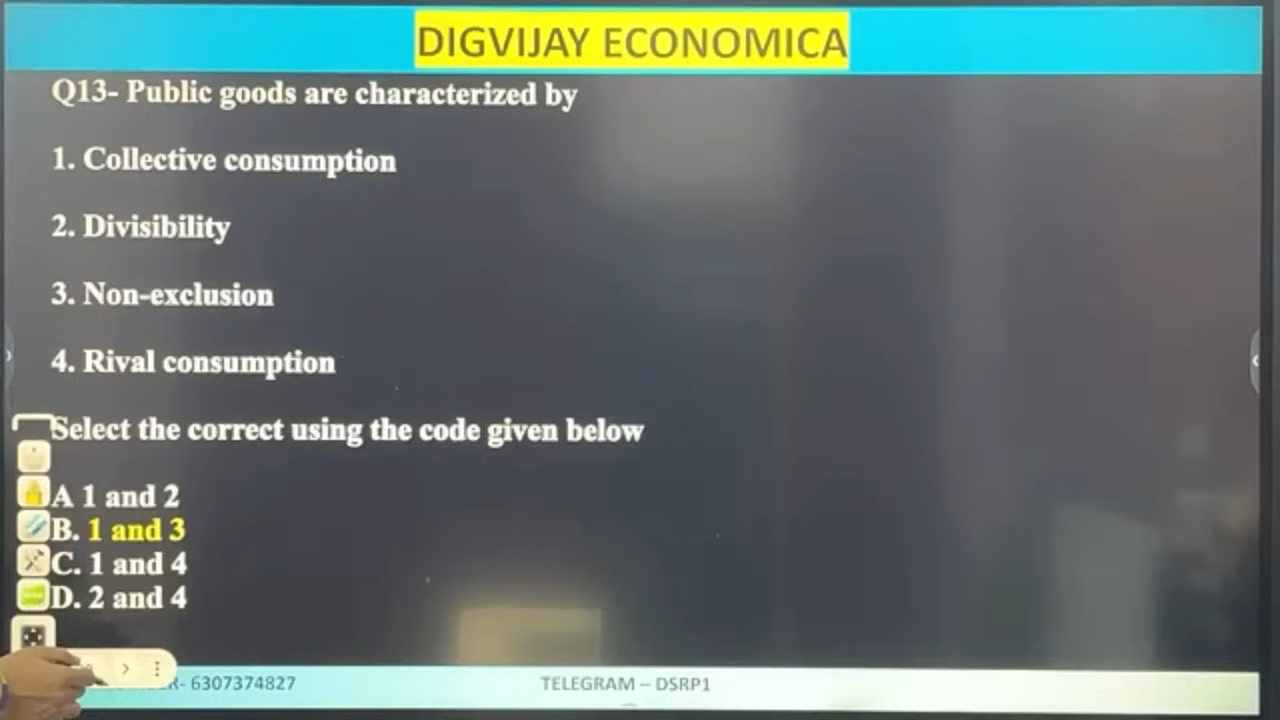 DIGVIJAY ECONOMICA
Q13- Public goods are characterized by
1. Collective consumption
2. Divisibility
3. Non-exclusion
4. Rival consumption
Select the correct using the code given below
A 1 and 2
B. 1 and 3
C. 1 and 4
D. 2 and 4
R- 6307374827
TELEGRAM – DSRP1